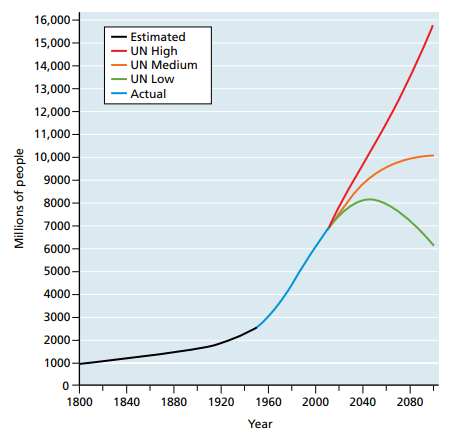 16,000
15,000
14,000
13,000
12,000
11,000
10,000
9000
8000
7000
6000
5000
4000
3000
2000
1000
0
Millions of people
Estimated
UN High
UN Medium
UN Low
Actual
1800 1840 1880 1920 1960 2000 2040 2080
Year